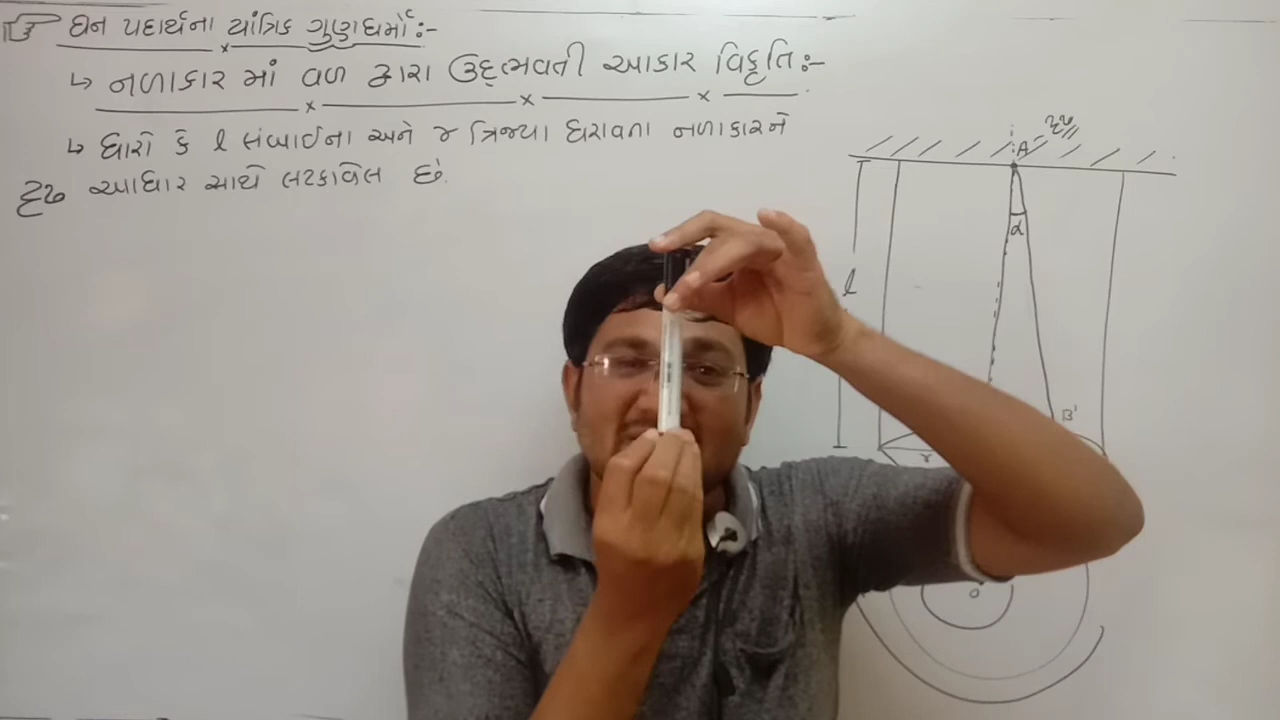 ઘન પદાર્થના યાંત્રિક ગુણધર્મો:-
↳ નળાકાર માં વળ દ્વારા ઉદ્ભવતી આકાર વિકૃતિ:-
↳ ધારો કે l લંબાઈના અને r ત્રિજ્યા ધરાવતા નળાકારને
દૃઢ આધાર સાથે લટકાવેલ છે.
દૃઢ
A
α
l
B'
r
O